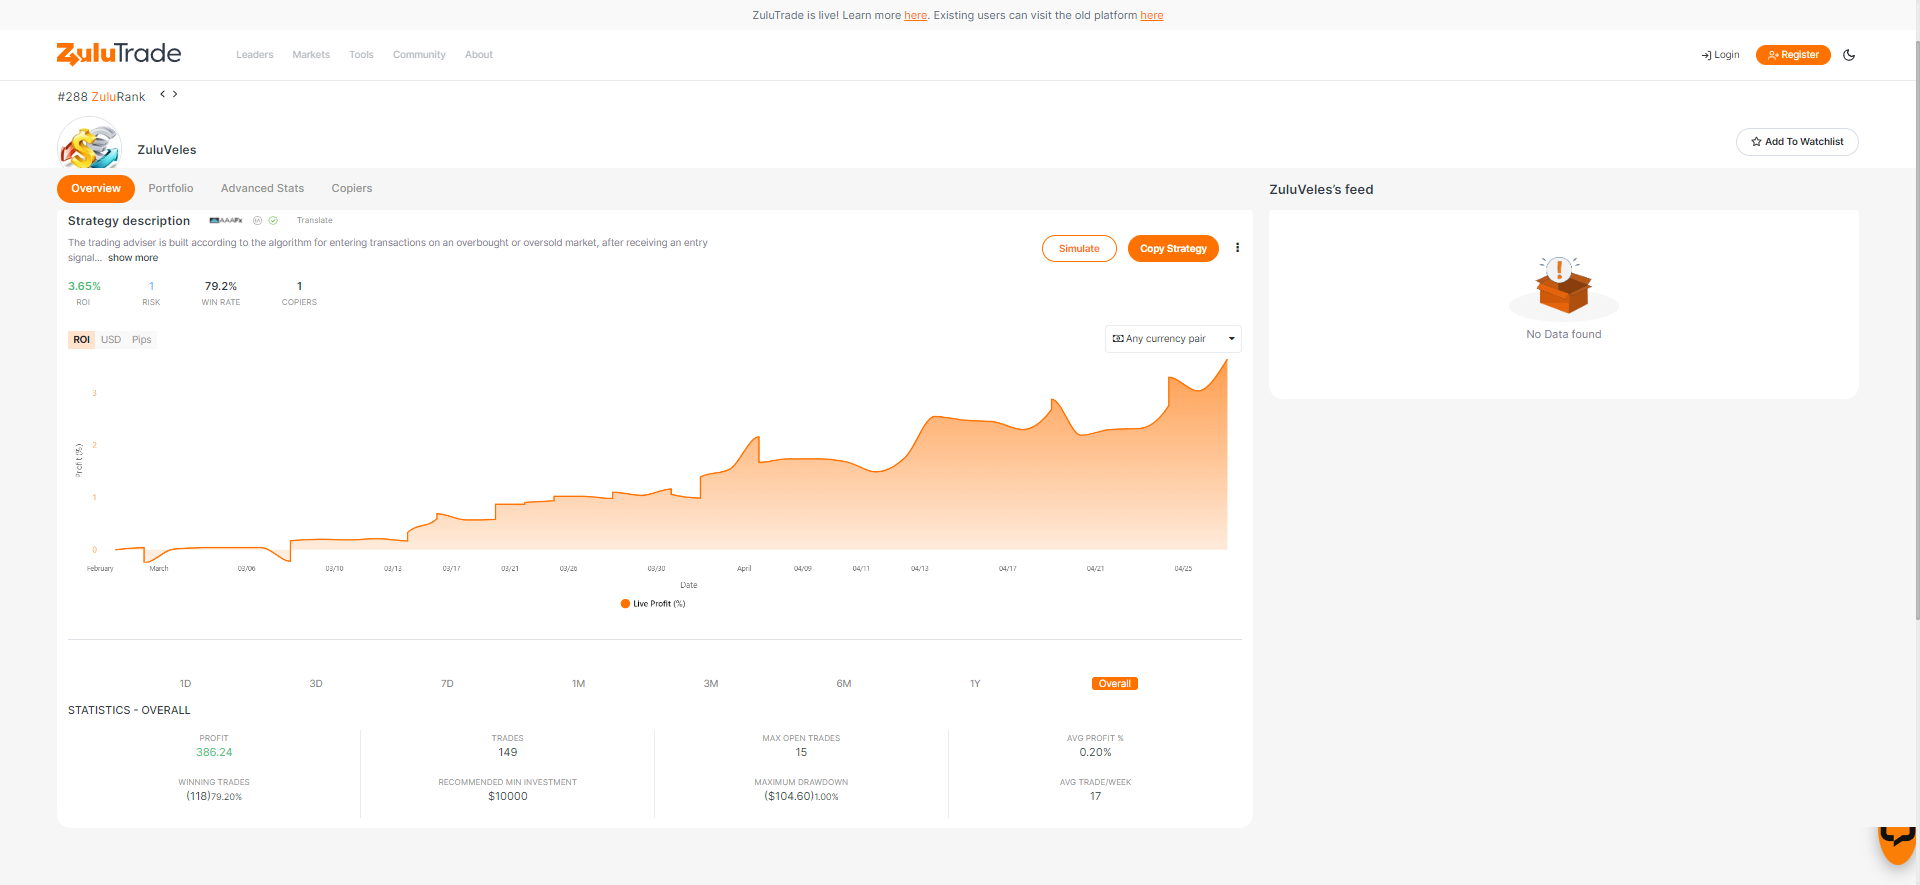 ZuluTrade is live! Learn more here. Existing users can visit the old platform here
ZuluTrade
Leaders Markets Tools Community About
Login Register
#288 ZuluRank
ZuluVeles
Add To Watchlist
Overview Portfolio Advanced Stats Copiers
ZuluVeles's feed
Strategy description AAAFx Translate
The trading adviser is built according to the algorithm for entering transactions on an overbought or oversold market, after receiving an entry
signal... show more
Simulate Copy Strategy
3.65% 1 79.2% 1
ROI RISK WIN RATE COPIERS
No Data found
ROI USD Pips
Any currency pair
3
2
1
0
Profit (%)
February March 03/06 03/10 03/13 03/17 03/21 03/26 03/30 April 04/09 04/11 04/13 04/17 04/21 04/25
Date
Live Profit (%)
1D 3D 7D 1M 3M 6M 1Y Overall
STATISTICS - OVERALL
PROFIT TRADES MAX OPEN TRADES AVG PROFIT %
386.24 149 15 0.20%
WINNING TRADES RECOMMENDED MIN INVESTMENT MAXIMUM DRAWDOWN AVG TRADE/WEEK
(118)79.20% $10000 ($104.60)1.00% 17